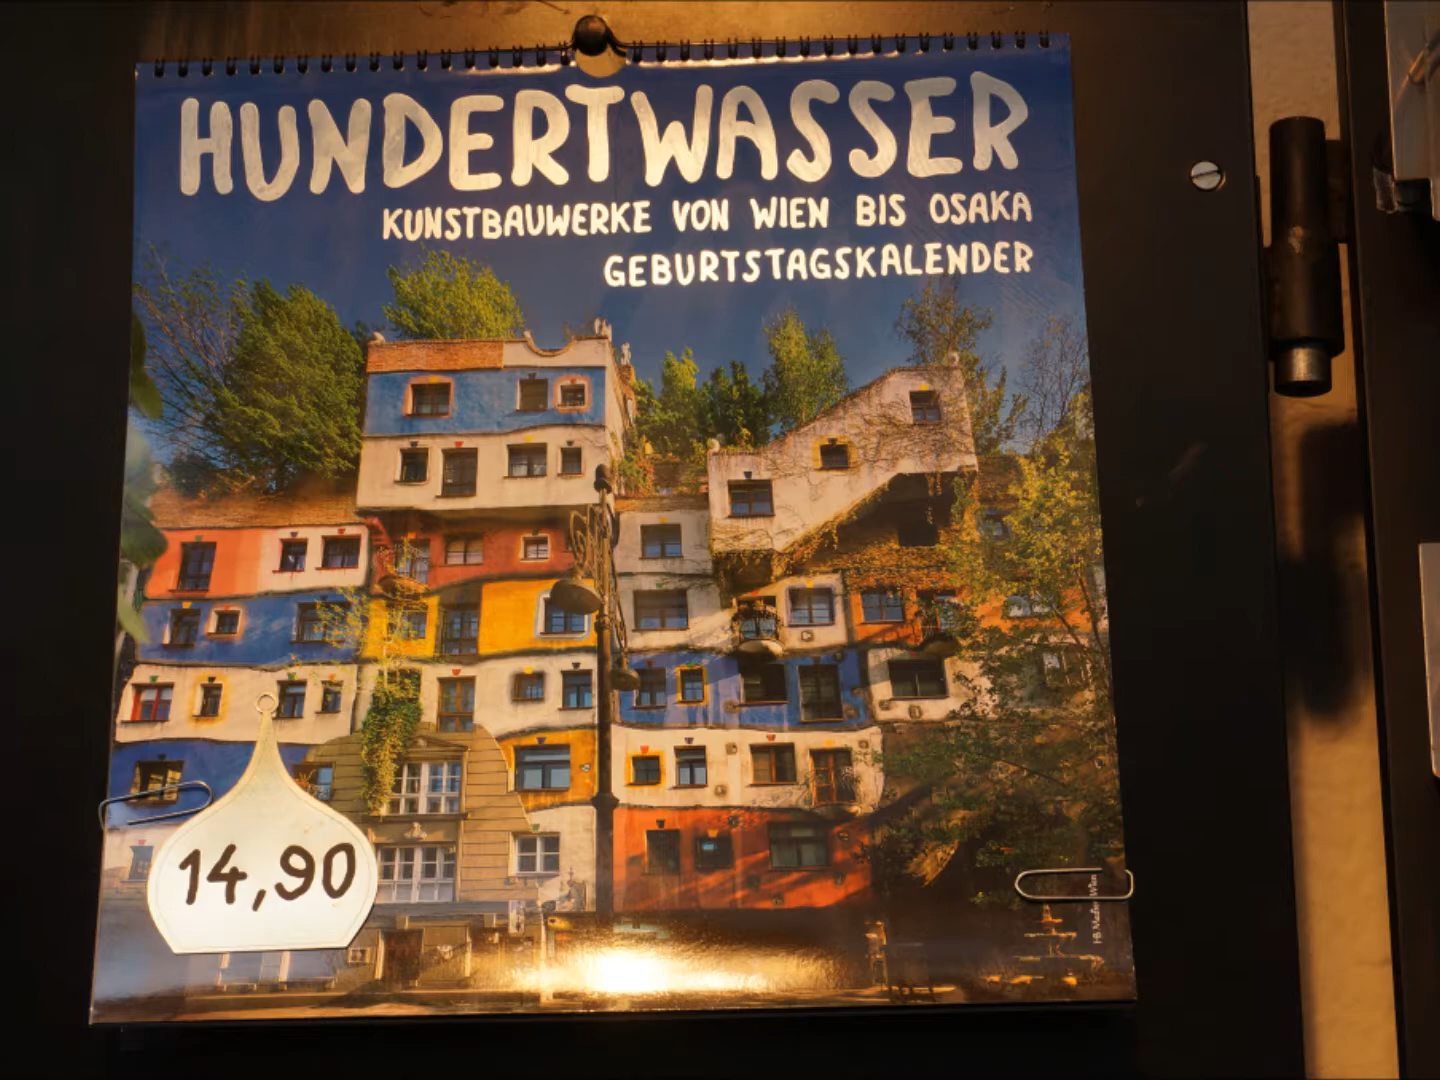 HUNDERTWASSER
KUNSTBAUWERKE VON WIEN BIS OSAKA
GEBURTSTAGSKALENDER
14,90